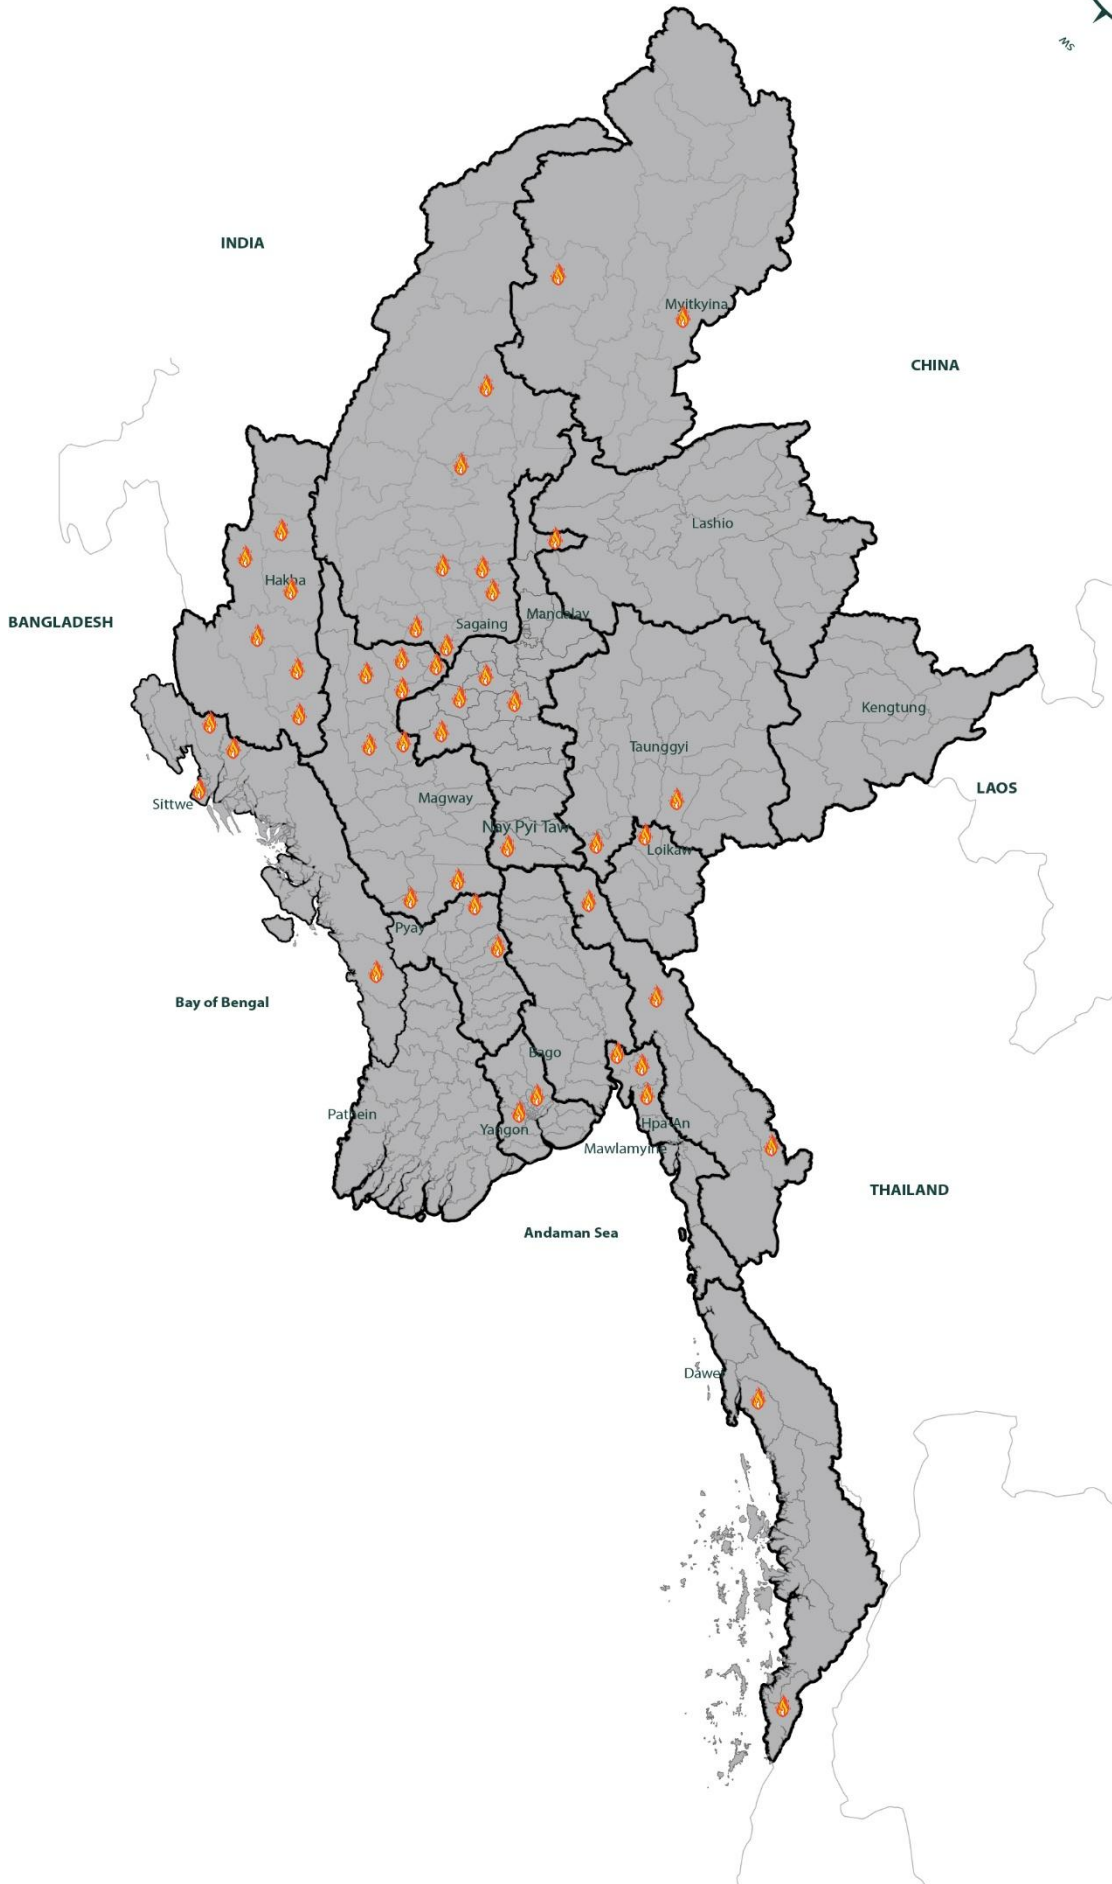 SW
INDIA
Myitkyina
CHINA
Lashio
Hakha
Mandalay
BANGLADESH
Sagaing
Kengtung
Taunggyi
LAOS
Magway
Sittwe
Nay Pyi Taw
Loikaw
Pyay
Bay of Bengal
Bago
Pathein
Yangon
Hpa-An
Mawlamyine
THAILAND
Andaman Sea
Dawei